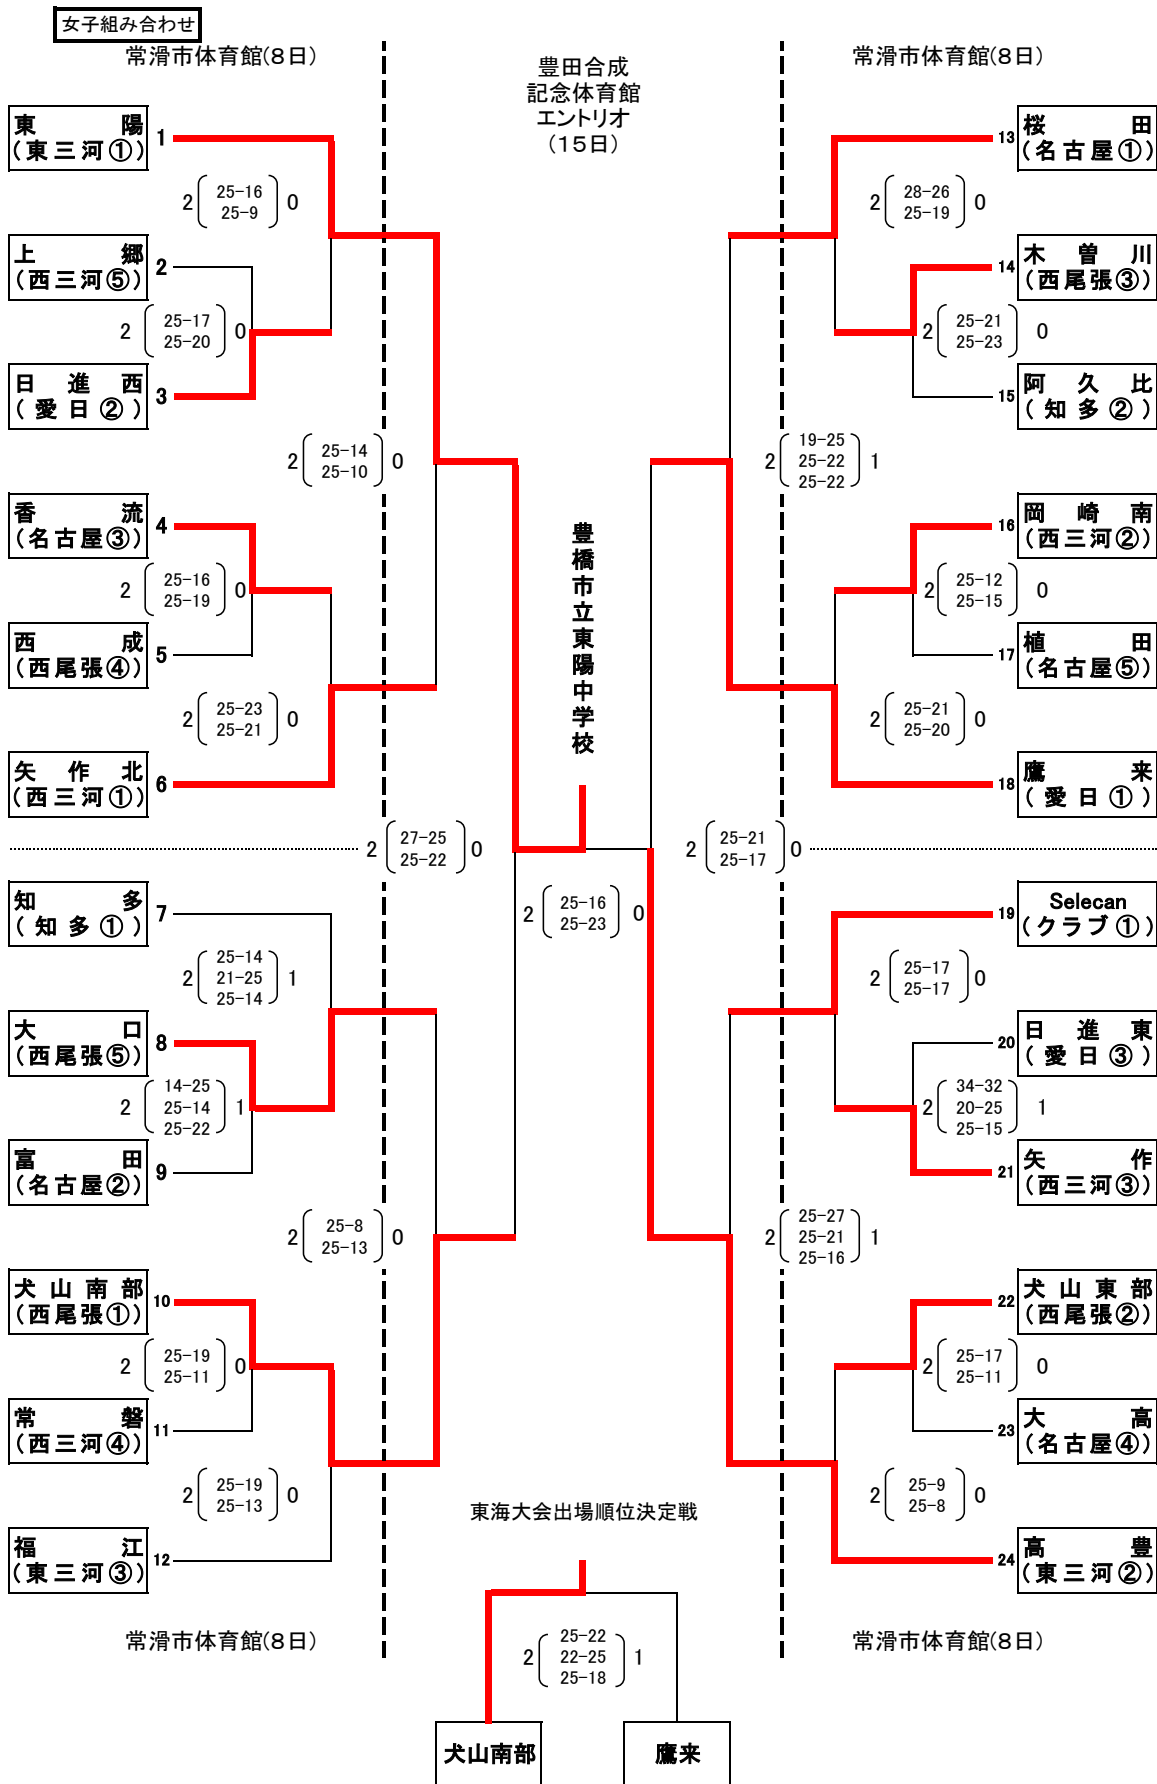 女子組み合わせ
常滑市体育館(8日)
豊田合成
記念体育館
エントリオ
(15日)
常滑市体育館(8日)
東陽
(東三河①)
1
2 25-16 0
25-9
上郷
(西三河⑤)
2
2 25-17 0
25-20
日進西
(愛日②)
3
2 25-14 0
25-10
香流
(名古屋③)
4
2 25-16 0
25-19
西成
(西尾張④)
5
2 25-23 0
25-21
矢作北
(西三河①)
6
2 27-25 0
25-22
知多
(知多①)
7
2 25-14 1
21-25
25-14
大口
(西尾張⑤)
8
2 14-25 1
25-14
25-22
富田
(名古屋②)
9
2 25-8 0
25-13
犬山南部
(西尾張①)
10
2 25-19 0
25-11
常磐
(西三河④)
11
2 25-19 0
25-13
福江
(東三河③)
12
常滑市体育館(8日)
豊橋市立東陽中学校
2 25-16 0
25-23
13
桜田
(名古屋①)
2 28-26 0
25-19
14
木曽川
(西尾張③)
2 25-21 0
25-23
15
阿久比
(知多②)
2 19-25 1
25-22
25-22
16
岡崎南
(西三河②)
2 25-12 0
25-15
17
植田
(名古屋⑤)
2 25-21 0
25-20
18
鷹来
(愛日①)
2 25-21 0
25-17
19
Selecan
(クラブ①)
2 25-17 0
25-17
20
日進東
(愛日③)
2 34-32 1
20-25
25-15
21
矢作
(西三河③)
2 25-27 1
25-21
25-16
22
犬山東部
(西尾張②)
2 25-17 0
25-11
23
大高
(名古屋④)
2 25-9 0
25-8
24
高豊
(東三河②)
常滑市体育館(8日)
東海大会出場順位決定戦
2 25-22 1
22-25
25-18
犬山南部
鷹来